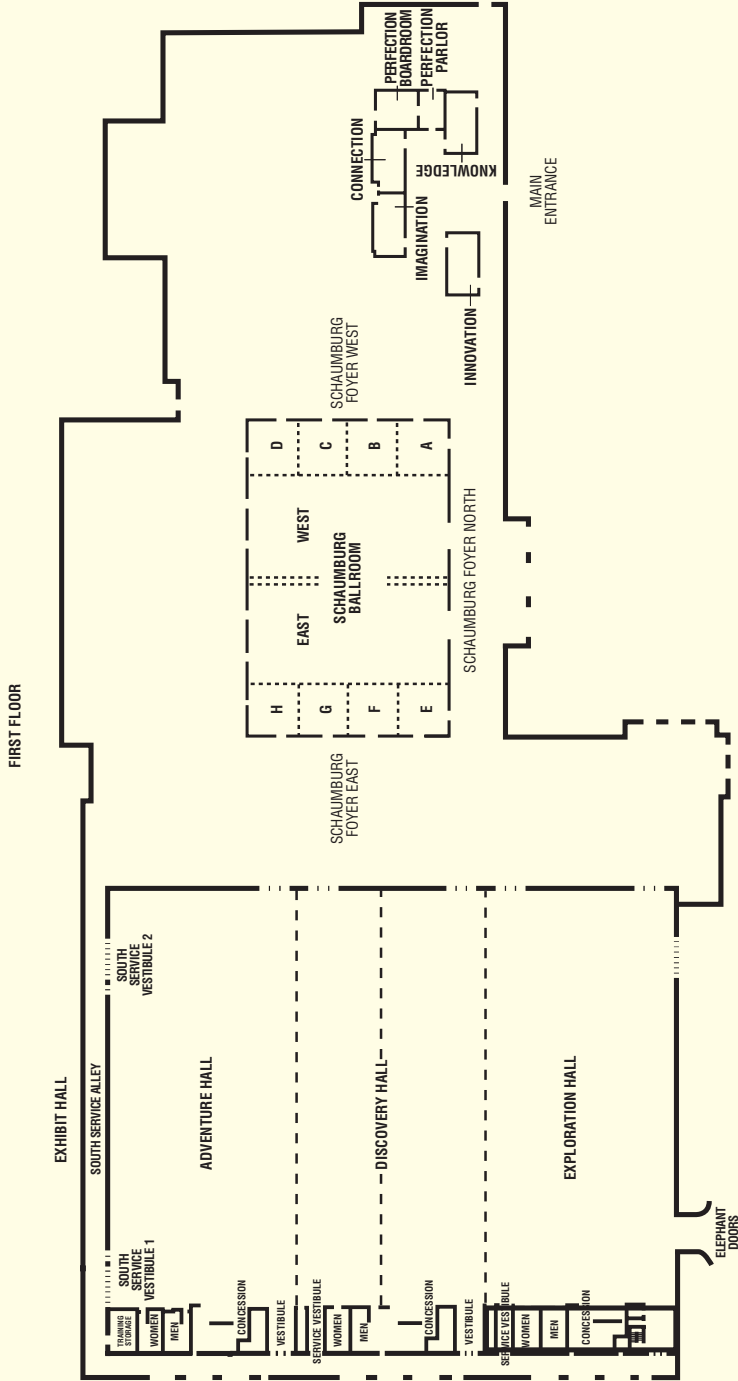 FIRST FLOOR
EXHIBIT HALL
SOUTH SERVICE ALLEY
SOUTH
SERVICE
VESTIBULE 1
SOUTH
SERVICE
VESTIBULE 2
TRAINING
STORAGE
WOMEN
MEN
CONCESSION
VESTIBULE
SERVICE VESTIBULE
WOMEN
MEN
CONCESSION
VESTIBULE
SERVICE VESTIBULE
WOMEN
MEN
CONCESSION
ADVENTURE HALL
DISCOVERY HALL
EXPLORATION HALL
ELEPHANT
DOORS
SCHAUMBURG
FOYER EAST
H
G
F
E
EAST
WEST
SCHAUMBURG
BALLROOM
D
C
B
A
SCHAUMBURG FOYER NORTH
SCHAUMBURG
FOYER WEST
CONNECTION
IMAGINATION
INNOVATION
PERFECTION
BOARDROOM
PERFECTION
PARLOR
KNOWLEDGE
MAIN
ENTRANCE